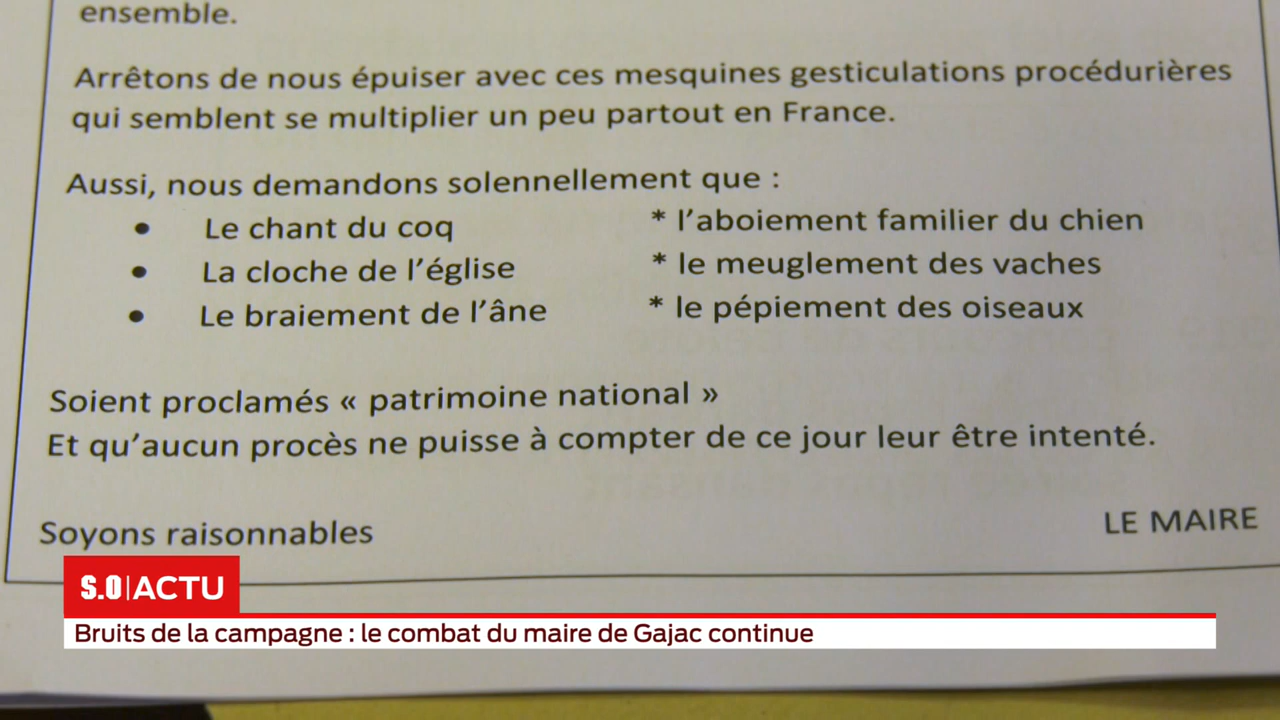 ensemble.
Arrêtons de nous épuiser avec ces mesquines gesticulations procédurières
qui semblent se multiplier un peu partout en France.
Aussi, nous demandons solennellement que :
• Le chant du coq * l'aboiement familier du chien
• La cloche de l'église * le meuglement des vaches
• Le braiement de l'âne * le pépiement des oiseaux
Soient proclamés « patrimoine national »
Et qu'aucun procès ne puisse à compter de ce jour leur être intenté.
Soyons raisonnables LE MAIRE
S.O|ACTU
Bruits de la campagne : le combat du maire de Gajac continue